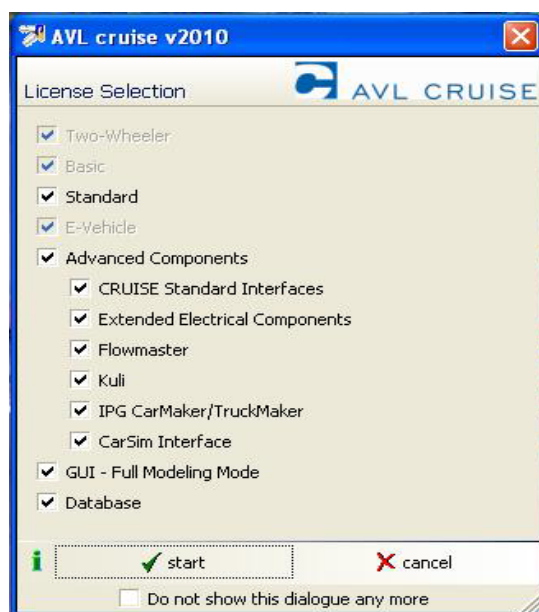 AVL cruise v2010
License Selection
AVL CRUISE
Two-Wheeler
Basic
Standard
E-Vehicle
Advanced Components
CRUISE Standard Interfaces
Extended Electrical Components
Flowmaster
Kuli
IPG CarMaker/TruckMaker
CarSim Interface
GUI - Full Modeling Mode
Database
start
cancel
Do not show this dialogue any more